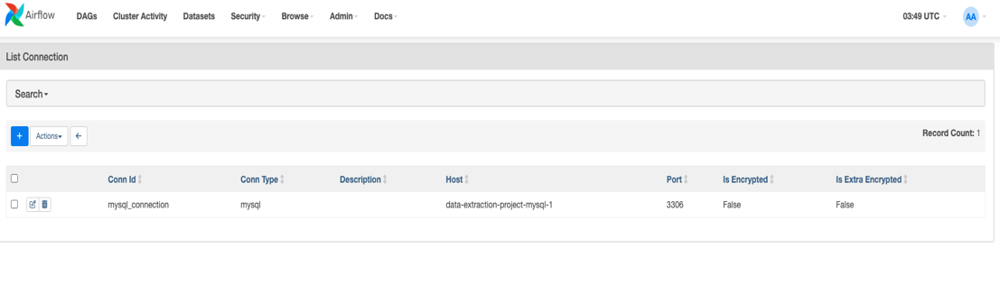 Airflow DAGs Cluster Activity Datasets Security Browse Admin Docs 03:49 UTC AA
List Connection
Search
+ Actions ← Record Count: 1
Conn Id Conn Type Description Host Port Is Encrypted Is Extra Encrypted
mysql_connection mysql data-extraction-project-mysql-1 3306 False False